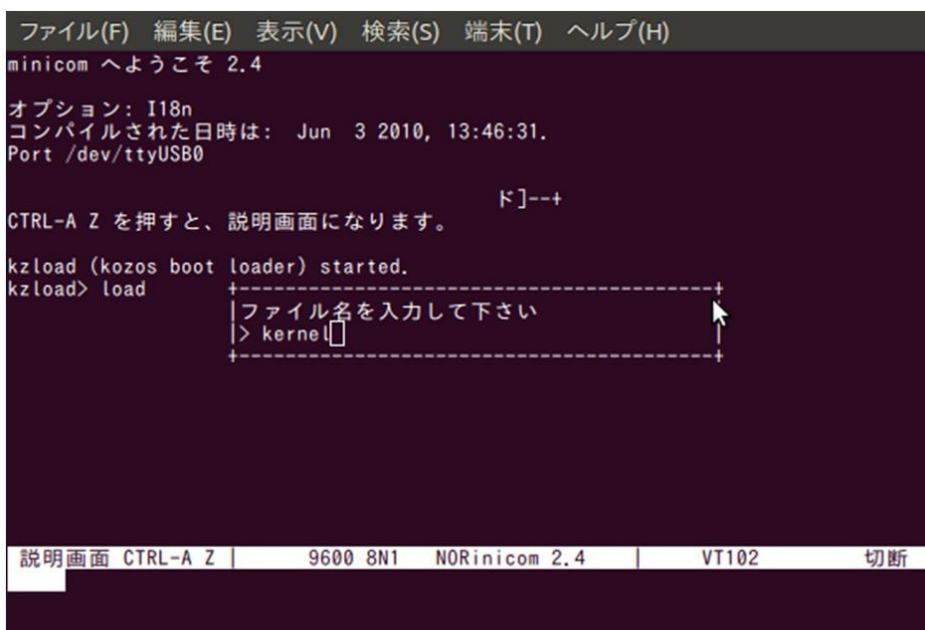 ファイル(F) 編集(E) 表示(V) 検索(S) 端末(T) ヘルプ(H)
minicom へようこそ 2.4
オプション: I18n
コンパイルされた日時は: Jun 3 2010, 13:46:31.
Port /dev/ttyUSB0
ド]--+
CTRL-A Z を押すと、説明画面になります。
kzload (kozos boot loader) started.
kzload> load +-----------------------------------------+
|ファイル名を入力して下さい
|> kernel |
+-----------------------------------------+
説明画面 CTRL-A Z | 9600 8N1 NORinicom 2.4 | VT102 切断